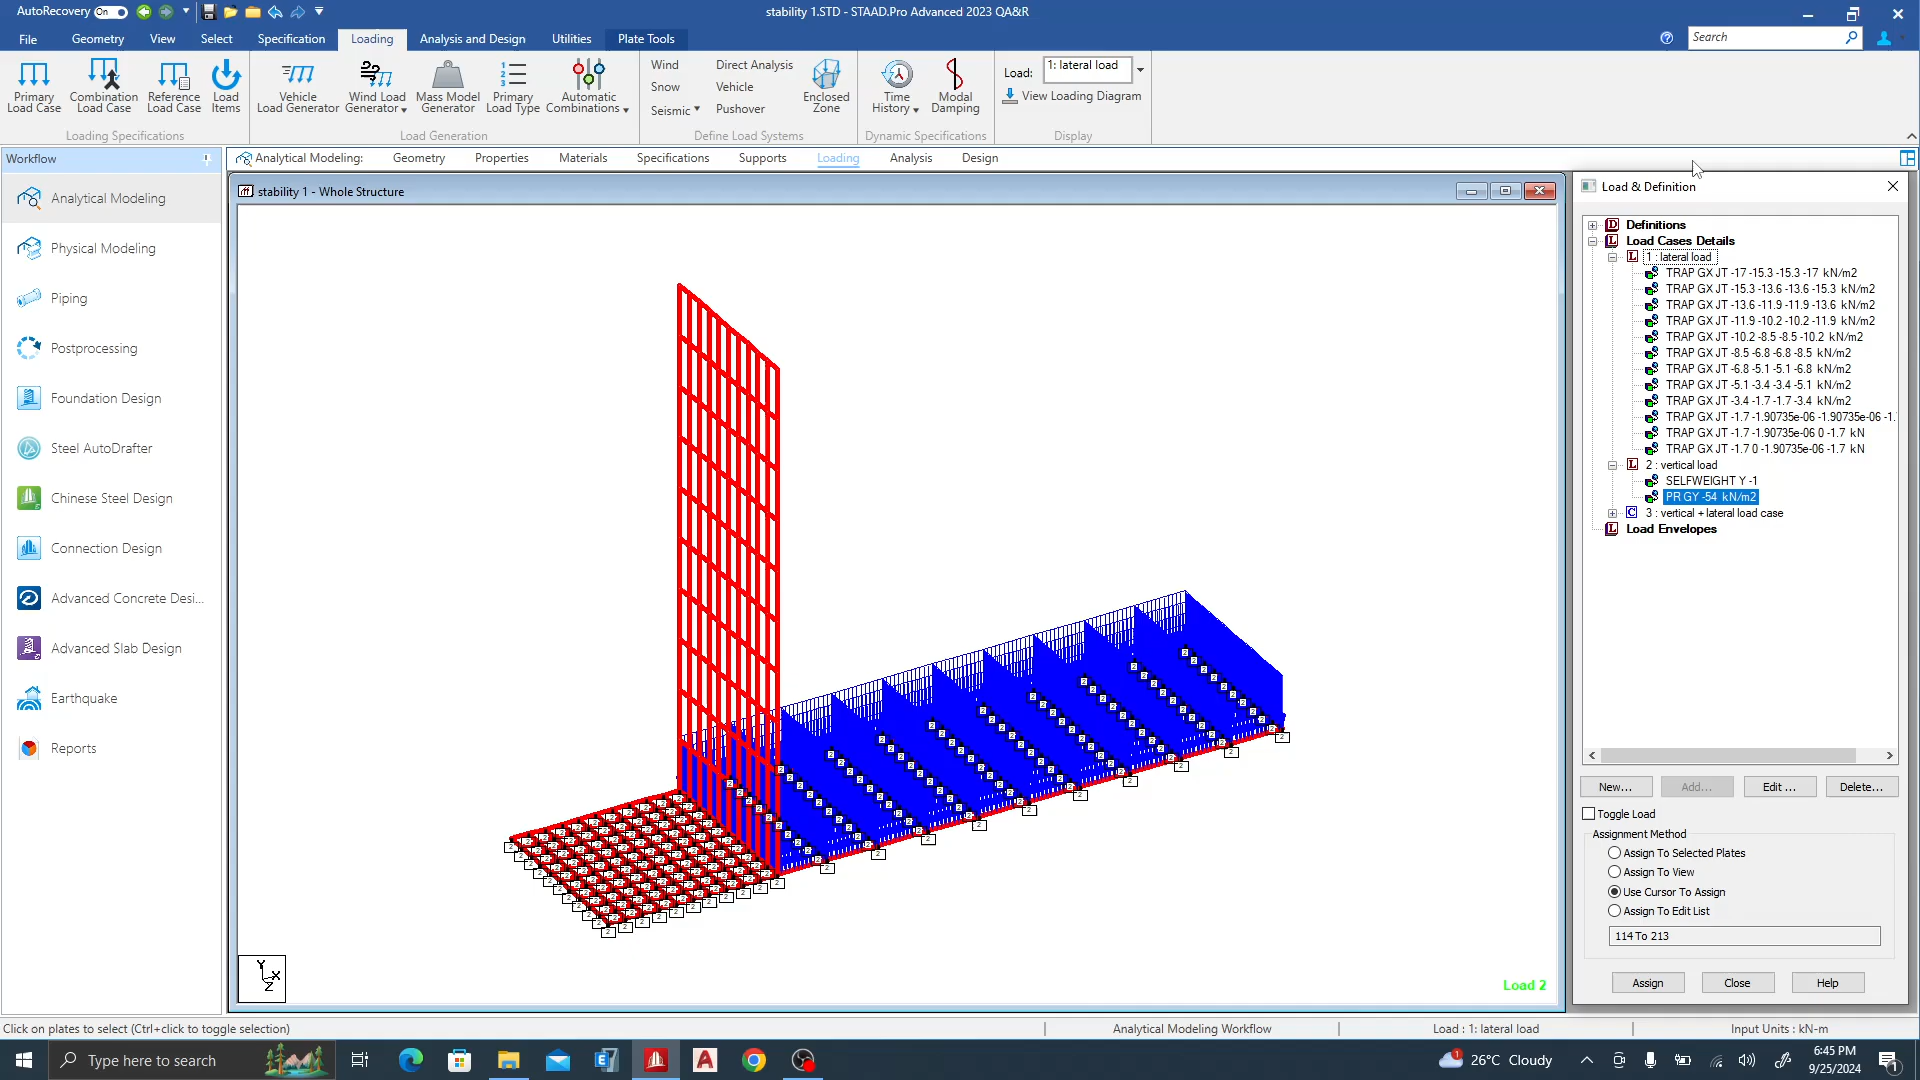 AutoRecovery On
stability 1.STD - STAAD.Pro Advanced 2023 QA&R
File Geometry View Select Specification Loading Analysis and Design Utilities Plate Tools
Search
Primary Load Case
Combination Load Case
Reference Load Case
Load Items
Loading Specifications
Vehicle Load Generator
Wind Load Generator
Mass Model Generator
Primary Load Type
Automatic Combinations
Load Generation
Wind
Snow
Seismic
Direct Analysis
Vehicle
Pushover
Enclosed Zone
Define Load Systems
Time History
Modal Damping
Dynamic Specifications
Load: 1: lateral load
View Loading Diagram
Display
Workflow
Analytical Modeling: Geometry Properties Materials Specifications Supports Loading Analysis Design
Analytical Modeling
Physical Modeling
Piping
Postprocessing
Foundation Design
Steel AutoDrafter
Chinese Steel Design
Connection Design
Advanced Concrete Desi...
Advanced Slab Design
Earthquake
Reports
stability 1 - Whole Structure
Y
X
Z
Load 2
Load & Definition
Definitions
Load Cases Details
1 : lateral load
TRAP GX JT -17 -15.3 -15.3 -17 kN/m2
TRAP GX JT -15.3 -13.6 -13.6 -15.3 kN/m2
TRAP GX JT -13.6 -11.9 -11.9 -13.6 kN/m2
TRAP GX JT -11.9 -10.2 -10.2 -11.9 kN/m2
TRAP GX JT -10.2 -8.5 -8.5 -10.2 kN/m2
TRAP GX JT -8.5 -6.8 -6.8 -8.5 kN/m2
TRAP GX JT -6.8 -5.1 -5.1 -6.8 kN/m2
TRAP GX JT -5.1 -3.4 -3.4 -5.1 kN/m2
TRAP GX JT -3.4 -1.7 -1.7 -3.4 kN/m2
TRAP GX JT -1.7 -1.90735e-06 -1.90735e-06 -1.
TRAP GX JT -1.7 -1.90735e-06 0 -1.7 kN
TRAP GX JT -1.7 0 -1.90735e-06 -1.7 kN
2 : vertical load
SELFWEIGHT Y -1
PR GY -54 kN/m2
3 : vertical + lateral load case
Load Envelopes
New... Add... Edit ... Delete...
Toggle Load
Assignment Method
Assign To Selected Plates
Assign To View
Use Cursor To Assign
Assign To Edit List
114 To 213
Assign Close Help
Click on plates to select (Ctrl+click to toggle selection)
Analytical Modeling Workflow
Load : 1: lateral load
Input Units : kN-m
Type here to search
26°C Cloudy
6:45 PM
9/25/2024